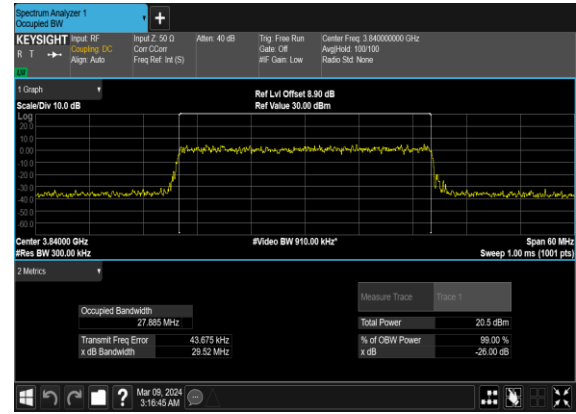 Spectrum Analyzer 1
Occupied BW
KEYSIGHT Input: RF Input Z: 50 Ω Atten: 40 dB Trig: Free Run Center Freq: 3.840000000 GHz
R T Coupling: DC Corr CCorr Gate: Off Avg|Hold: 100/100
Align: Auto Freq Ref: Int (S) #IF Gain: Low Radio Std: None
LW
1 Graph
Ref Lvl Offset 8.90 dB
Scale/Div 10.0 dB Ref Value 30.00 dBm
Log
20.0
10.0
0.00
-10.0
-20.0
-30.0
-40.0
-50.0
-60.0
Center 3.84000 GHz #Video BW 910.00 kHz* Span 60 MHz
#Res BW 300.00 kHz Sweep 1.00 ms (1001 pts)
2 Metrics
Measure Trace Trace 1
Occupied Bandwidth
27.885 MHz Total Power 20.5 dBm
Transmit Freq Error 43.675 kHz % of OBW Power 99.00 %
x dB Bandwidth 29.52 MHz x dB -26.00 dB
Mar 09, 2024
3:16:45 AM